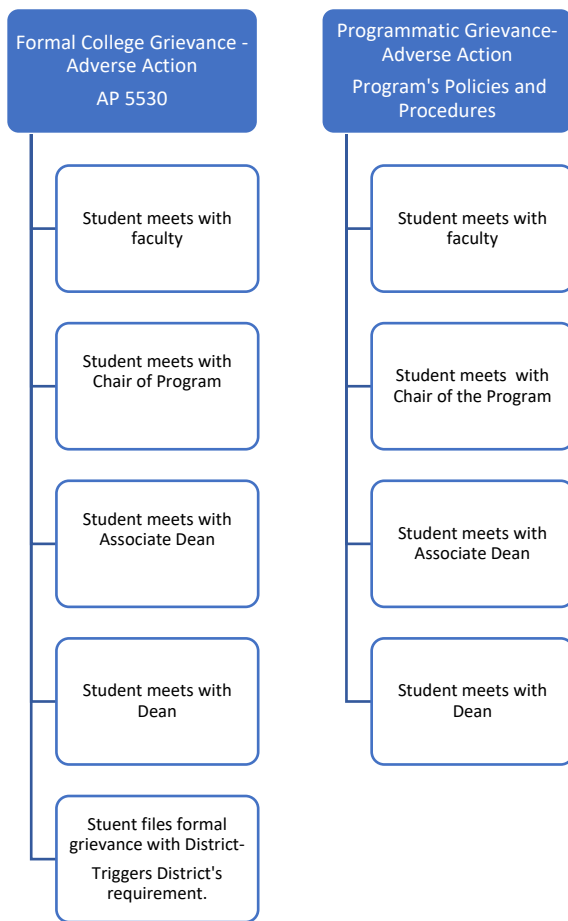 Formal College Grievance -
Adverse Action
AP 5530
Student meets with
faculty
Student meets with
Chair of Program
Student meets with
Associate Dean
Student meets with
Dean
Stuent files formal
grievance with District-
Triggers District's
requirement.
Programmatic Grievance-
Adverse Action
Program's Policies and
Procedures
Student meets with
faculty
Student meets with
Chair of the Program
Student meets with
Associate Dean
Student meets with
Dean